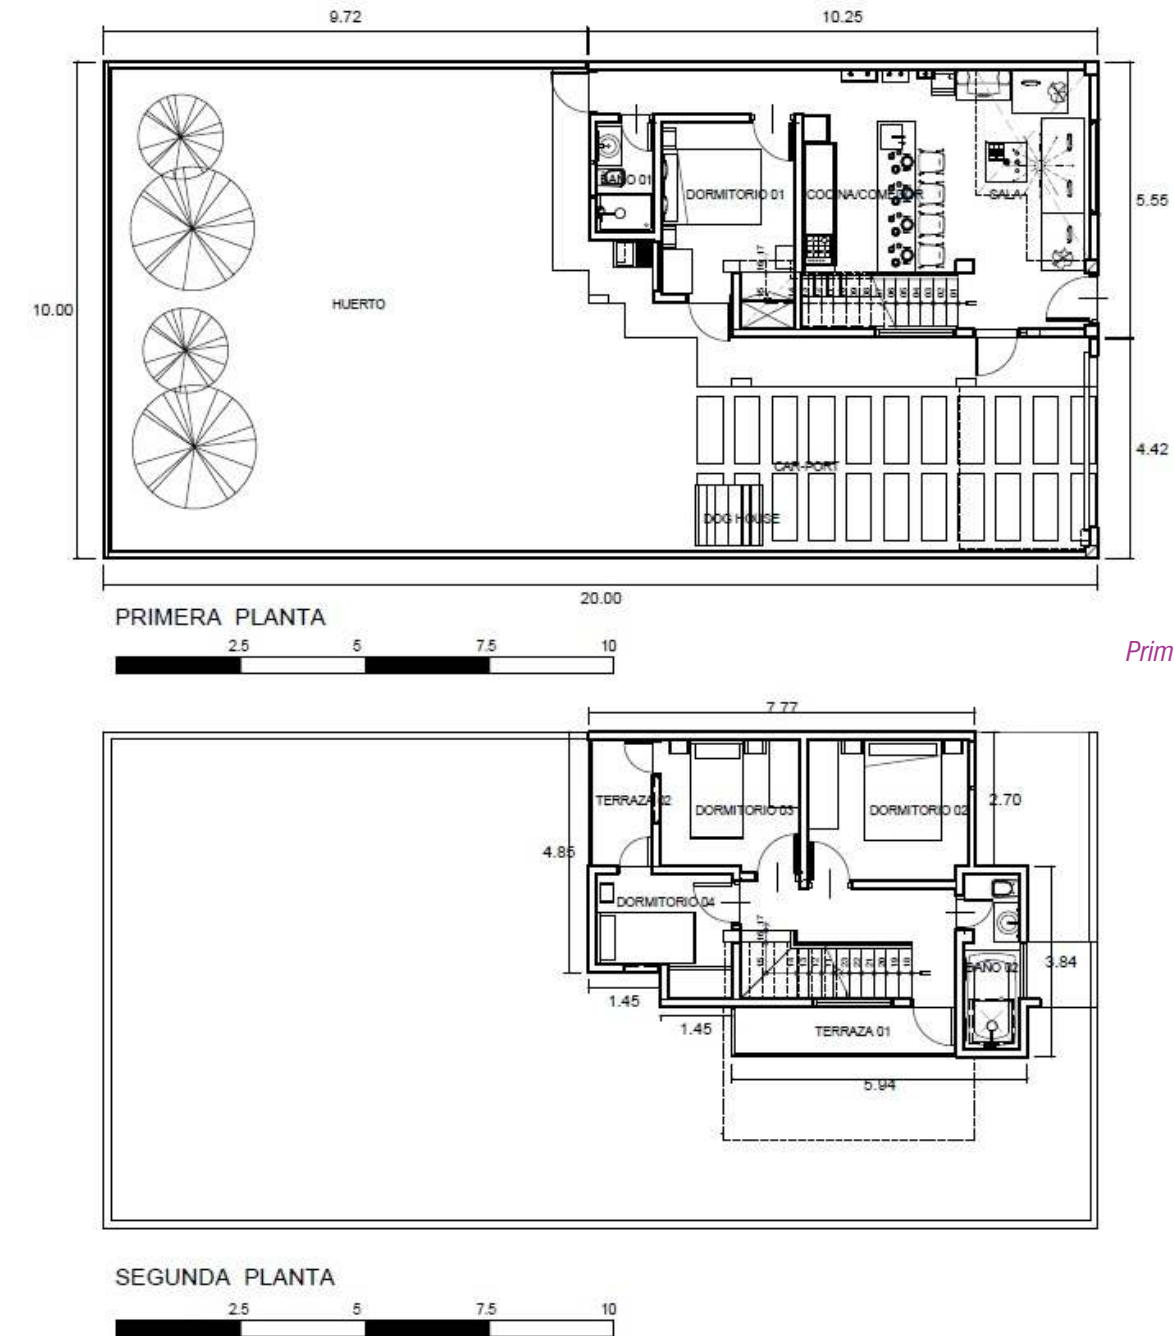 9.72
10.25
BAÑO 01
DORMITORIO 01
COCINA/COMEDOR
SALA
5.55
10.00
HUERTO
4.42
CAR-PORT
DOG HOUSE
20.00
PRIMERA PLANTA
2.5 5 7.5 10
Prim
7.77
TERRAZA 02
DORMITORIO 03
DORMITORIO 02
2.70
4.85
DORMITORIO 04
BAÑO 02
3.84
1.45
1.45
TERRAZA 01
5.94
SEGUNDA PLANTA
2.5 5 7.5 10